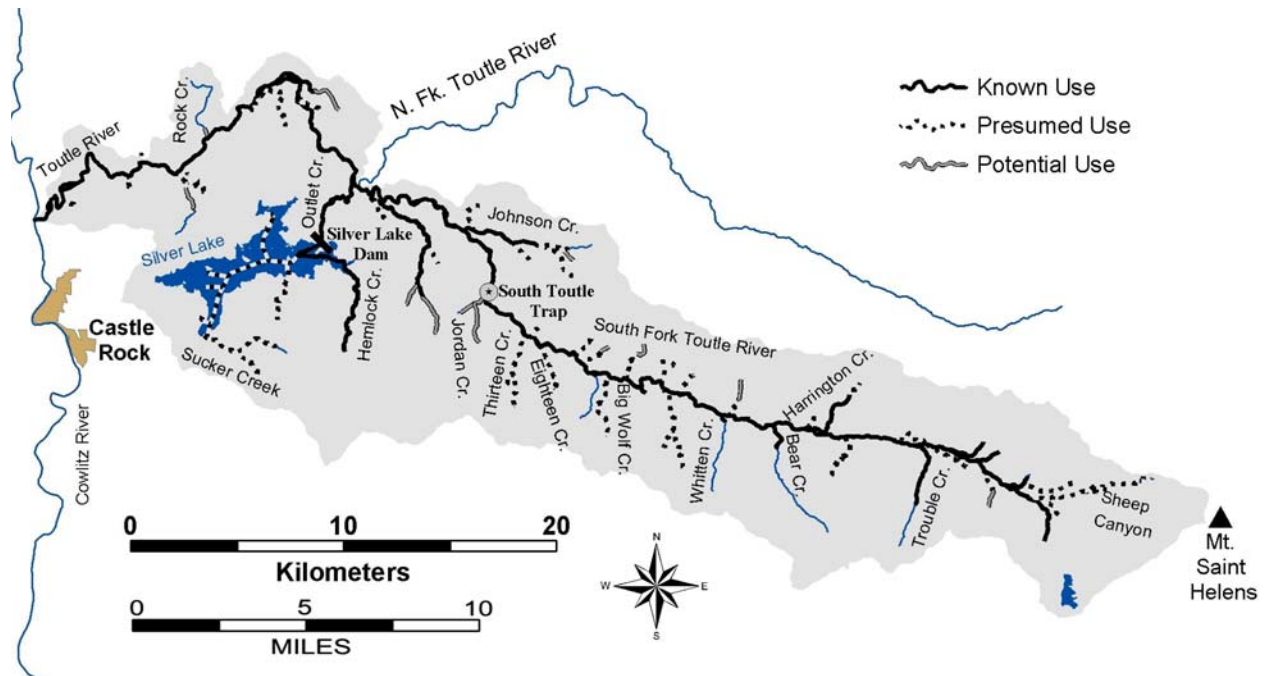 N. Fk. Toutle River
Known Use
Presumed Use
Potential Use
Rock Cr.
Toutle River
Outlet Cr.
Johnson Cr.
Silver Lake
Silver Lake
Dam
South Toutle
Trap
Hemlock Cr.
Jordan Cr.
Thirteen Cr.
Eighteen Cr.
South Fork Toutle River
Castle
Rock
Sucker Creek
Big Wolf Cr.
Harrington Cr.
Whitten Cr.
Bear Cr.
Trouble Cr.
Sheep
Canyon
Cowlitz River
Mt.
Saint
Helens
0 10 20
Kilometers
0 5 10
MILES
N
W E
S